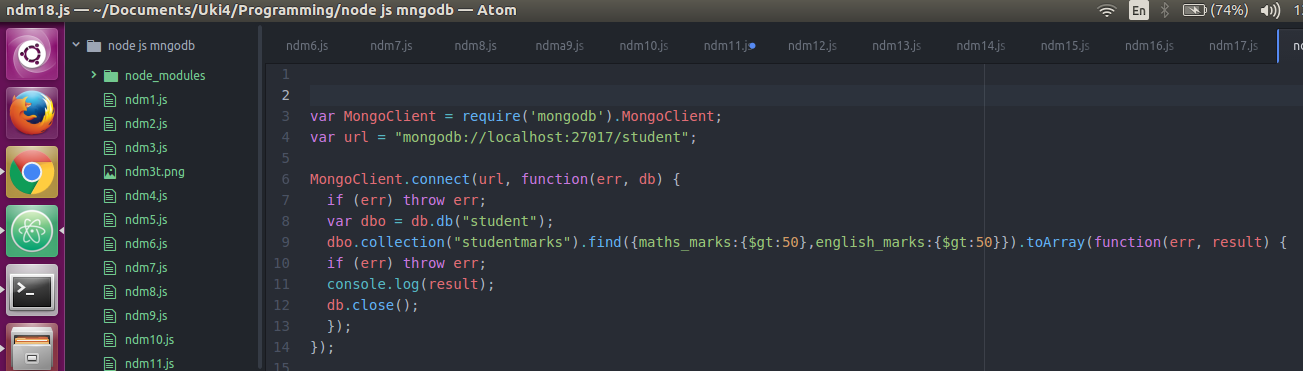 ndm18.js — ~/Documents/Uki4/Programming/node js mngodb — Atom
En
(74%)
node js mngodb
node_modules
ndm1.js
ndm2.js
ndm3.js
ndm3t.png
ndm4.js
ndm5.js
ndm6.js
ndm7.js
ndm8.js
ndm9.js
ndm10.js
ndm11.js
ndm6.js ndm7.js ndm8.js ndma9.js ndm10.js ndm11.js ndm12.js ndm13.js ndm14.js ndm15.js ndm16.js ndm17.js
1
2
3 var MongoClient = require('mongodb').MongoClient;
4 var url = "mongodb://localhost:27017/student";
5
6 MongoClient.connect(url, function(err, db) {
7 if (err) throw err;
8 var dbo = db.db("student");
9 dbo.collection("studentmarks").find({maths_marks:{$gt:50},english_marks:{$gt:50}}).toArray(function(err, result) {
10 if (err) throw err;
11 console.log(result);
12 db.close();
13 });
14 });
15